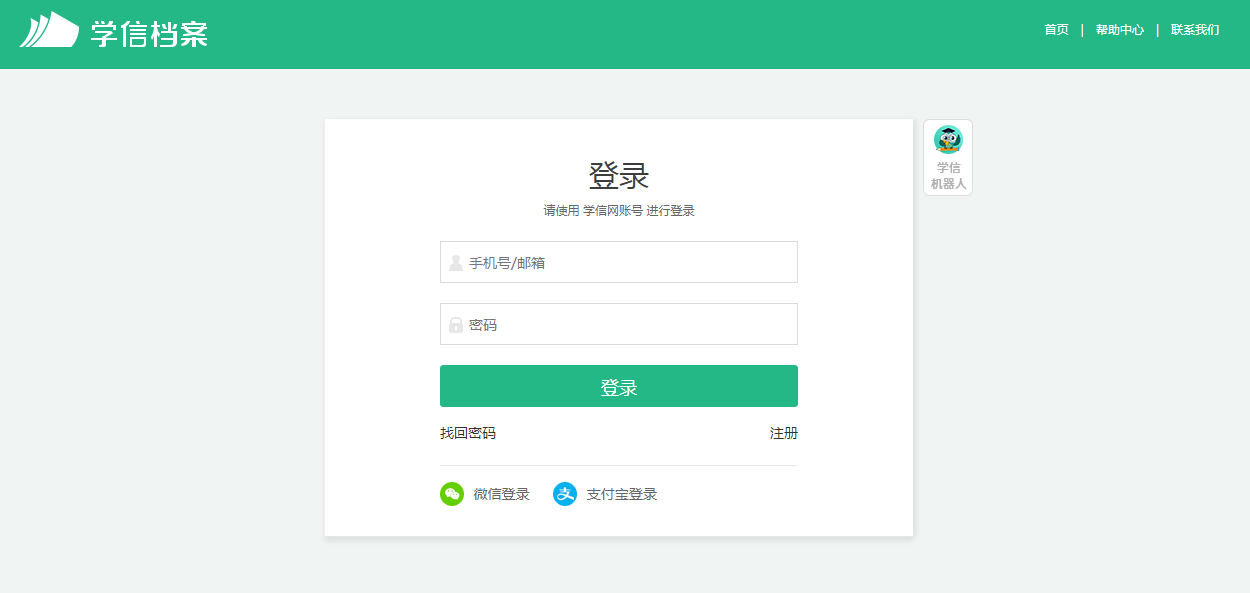 学信档案
首页 | 帮助中心 | 联系我们
登录
请使用 学信网账号 进行登录
手机号/邮箱
密码
登录
找回密码 注册
微信登录 支付宝登录
学信
机器人